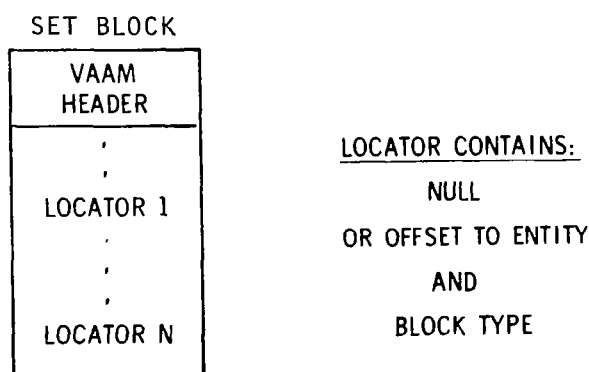 SET BLOCK
VAAM
HEADER
LOCATOR 1
LOCATOR N
LOCATOR CONTAINS:
NULL
OR OFFSET TO ENTITY
AND
BLOCK TYPE